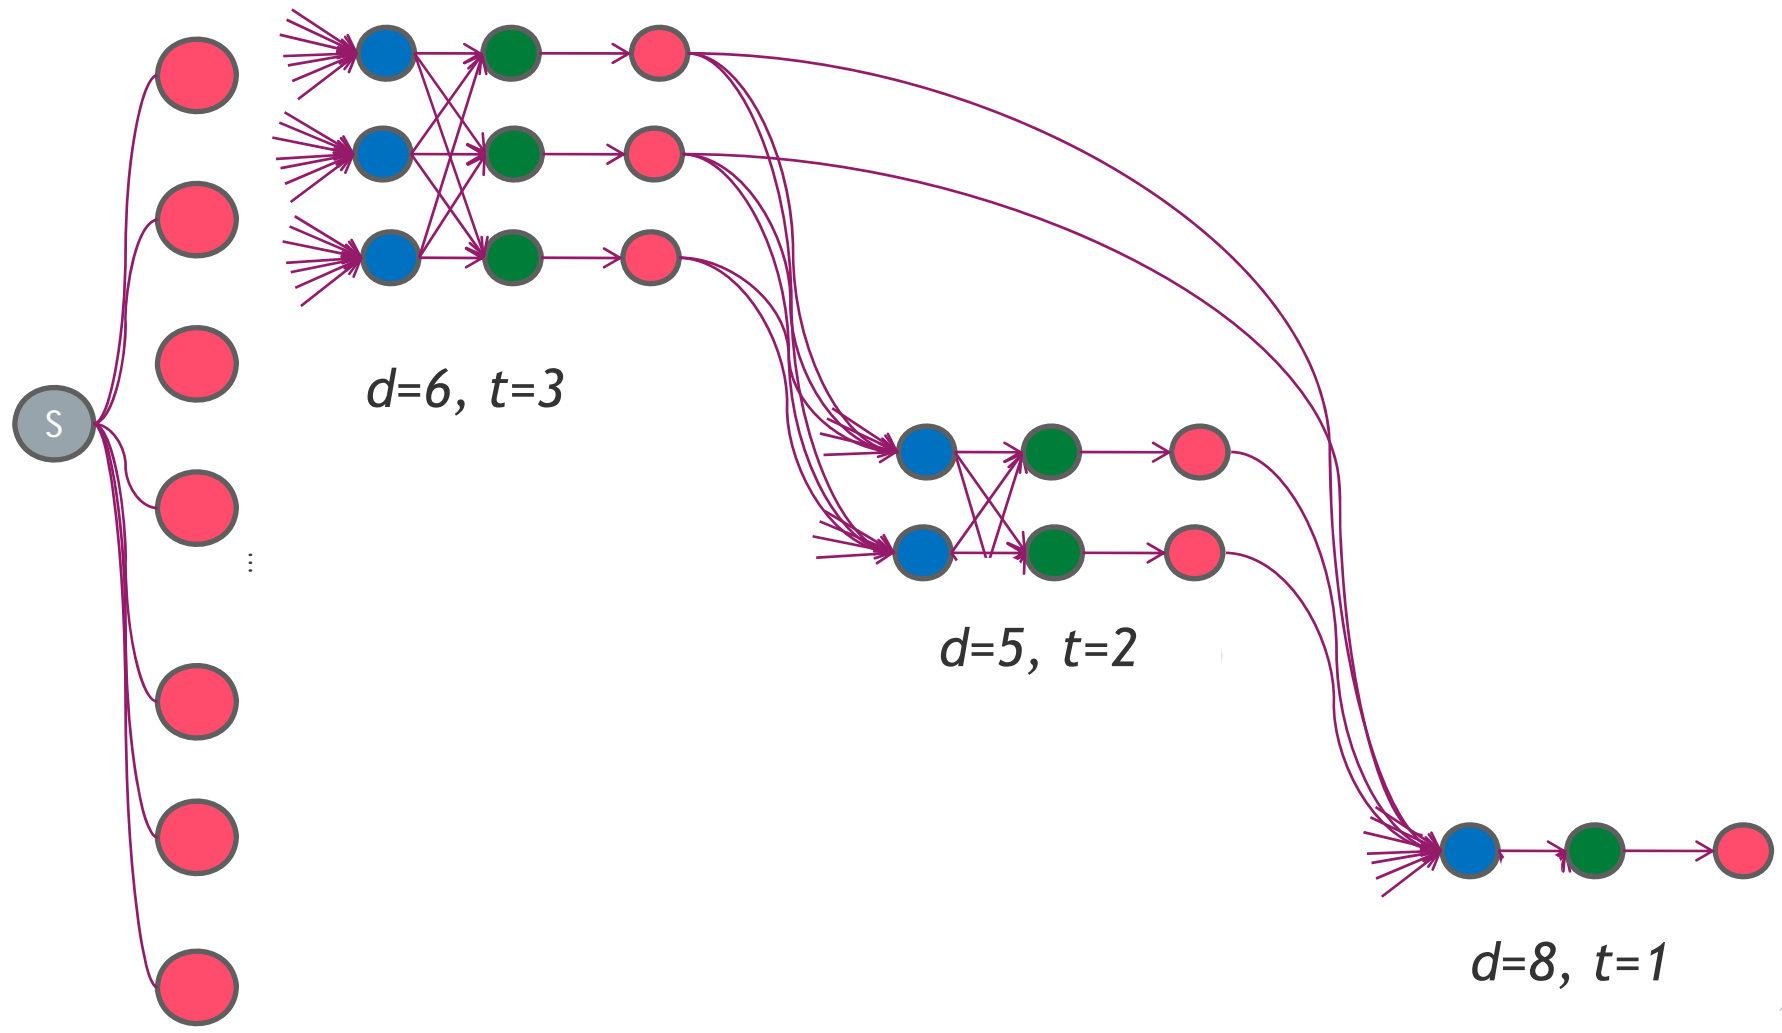 S
d=6, t=3
...
d=5, t=2
d=8, t=1